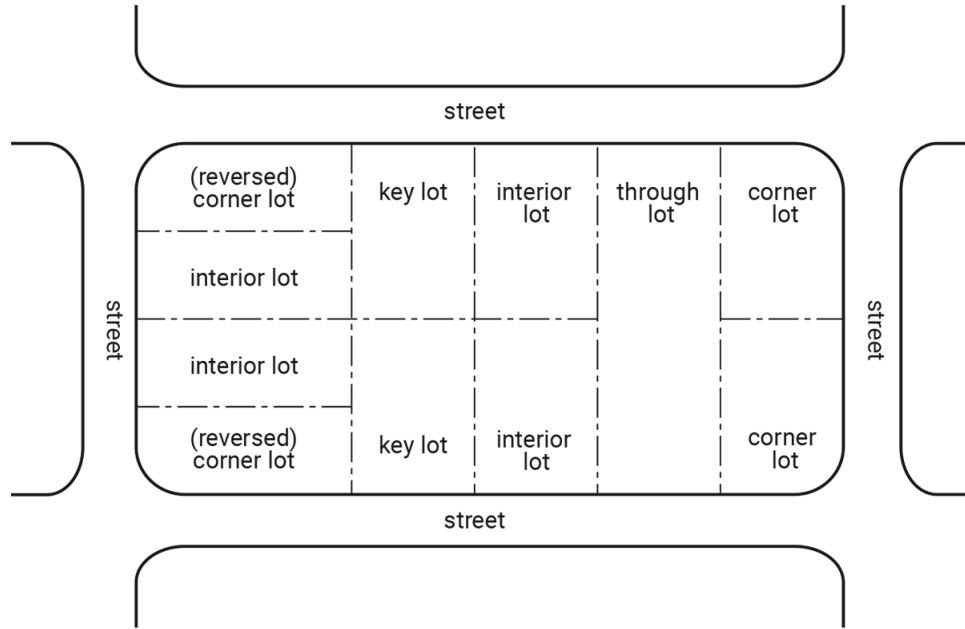 street
(reversed)
corner lot
key lot
interior
lot
through
lot
corner
lot
interior lot
street
street
interior lot
(reversed)
corner lot
key lot
interior
lot
corner
lot
street